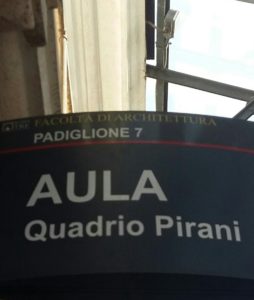 FACOLTÀ DI ARCHITETTURA
PADIGLIONE 7
AULA
Quadrio Pirani